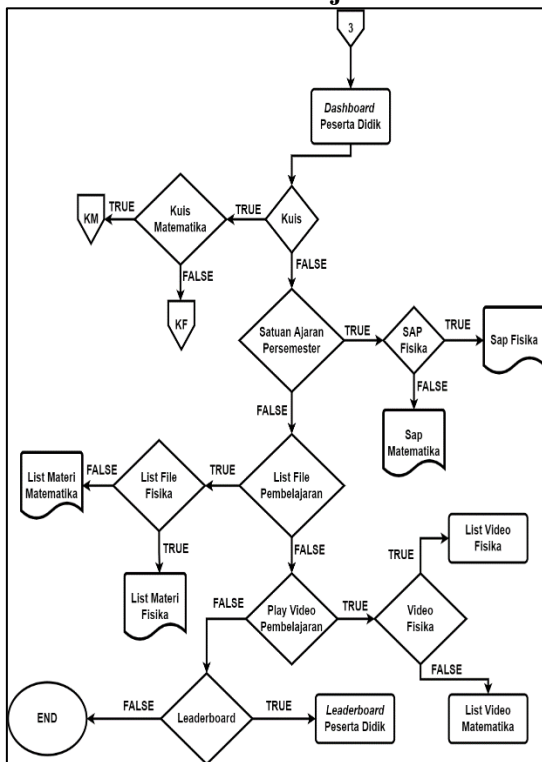 3
Dashboard
Peserta Didik
Kuis
TRUE
Kuis
Matematika
TRUE
KM
FALSE
KF
FALSE
Satuan Ajaran
Persemester
TRUE
SAP
Fisika
TRUE
Sap Fisika
FALSE
Sap
Matematika
FALSE
List File
Pembelajaran
TRUE
List File
Fisika
FALSE
List Materi
Matematika
TRUE
List Materi
Fisika
FALSE
Play Video
Pembelajaran
TRUE
Video
Fisika
TRUE
List Video
Fisika
FALSE
List Video
Matematika
FALSE
Leaderboard
TRUE
Leaderboard
Peserta Didik
FALSE
END